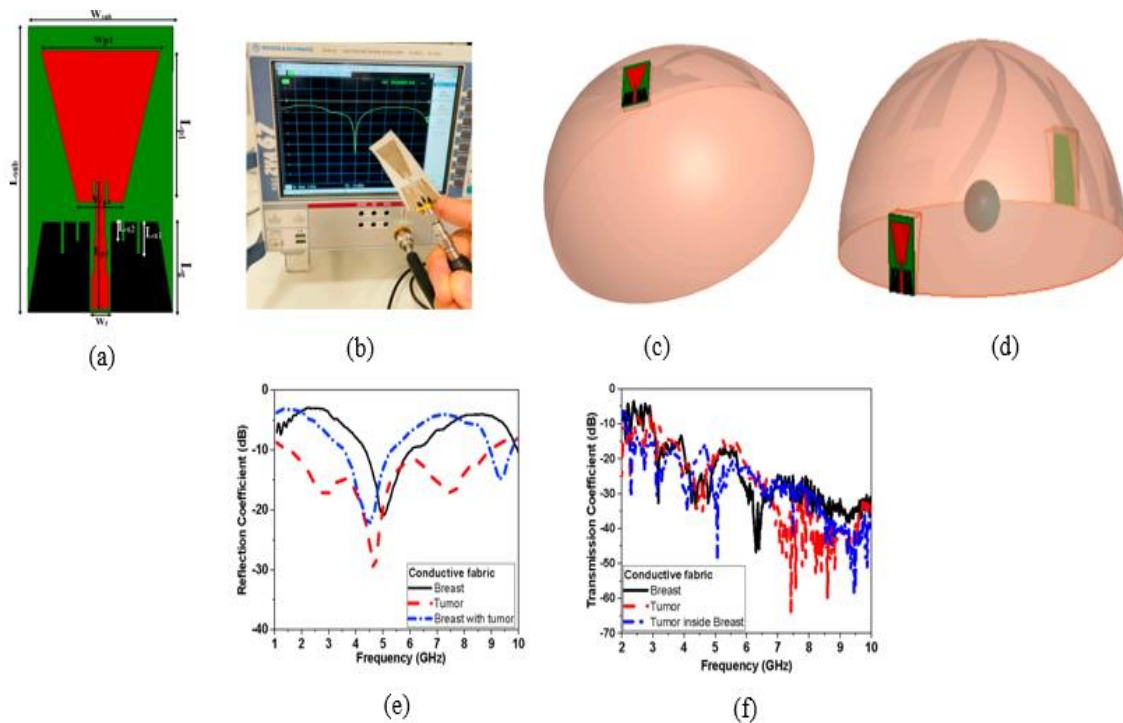 Wsub
Wp1
Lp1
Lsub
Ls2
Ls1
Lg
Wf
(a)
(b)
(c)
(d)
0
-10
-20
-30
-40
Reflection Coefficient (dB)
Conductive fabric
Breast
Tumor
Breast with tumor
1 2 3 4 5 6 7 8 9 10
Frequency (GHz)
(e)
0
-10
-20
-30
-40
-50
-60
-70
Transmission Coefficient (dB)
Conductive fabric
Breast
Tumor
Tumor inside Breast
2 3 4 5 6 7 8 9 10
Frequency (GHz)
(f)